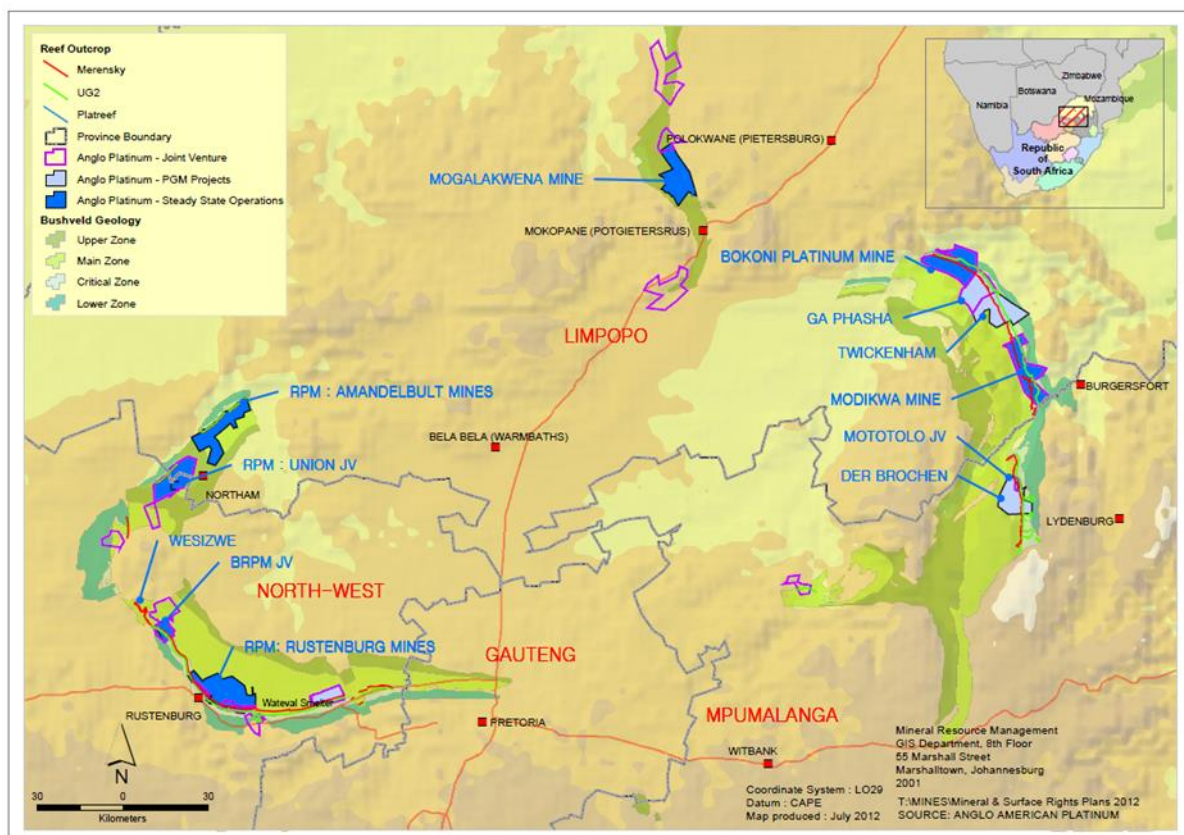 Reef Outcrop
Merensky
UG2
Platreef
Province Boundary
Anglo Platinum - Joint Venture
Anglo Platinum - PGM Projects
Anglo Platinum - Steady State Operations
Bushveld Geology
Upper Zone
Main Zone
Critical Zone
Lower Zone
Zimbabwe
Botswana
Mozambique
Namibia
Republic
of
South Africa
POLOKWANE (PIETERSBURG)
MOGALAKWENA MINE
MOKOPANE (POTGIETERSRUS)
BOKONI PLATINUM MINE
GA PHASHA
LIMPOPO
TWICKENHAM
RPM : AMANDELBULT MINES
BURGERSFORT
MODIKWA MINE
BELA BELA (WARMBATHS)
MOTOTOLO JV
RPM : UNION JV
DER BROCHEN
NORTHAM
LYDENBURG
WESIZWE
BRPM JV
NORTH-WEST
RPM: RUSTENBURG MINES
GAUTENG
Wateval Smelter
RUSTENBURG
PRETORIA
MPUMALANGA
WITBANK
N
30 0 30
Kilometers
Mineral Resource Management
GIS Department, 8th Floor
55 Marshall Street
Marshalltown, Johannesburg
2001
Coordinate System : LO29
Datum : CAPE
Map produced : July 2012
T:\MINES\Mineral & Surface Rights Plans 2012
SOURCE: ANGLO AMERICAN PLATINUM